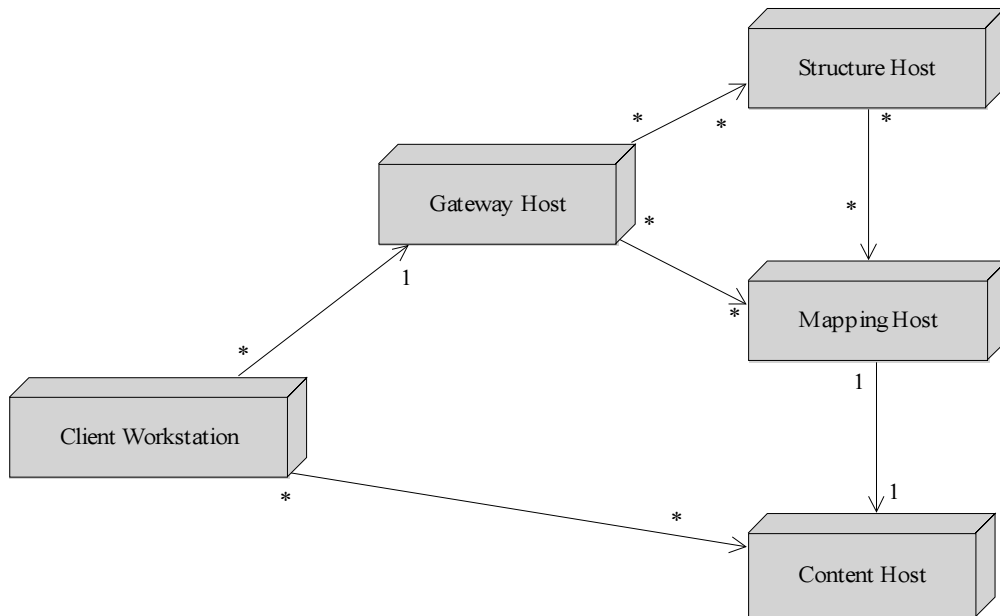 Structure Host
*
*
*
Gateway Host
*
*
1
*
Mapping Host
*
1
Client Workstation
*
*
1
Content Host